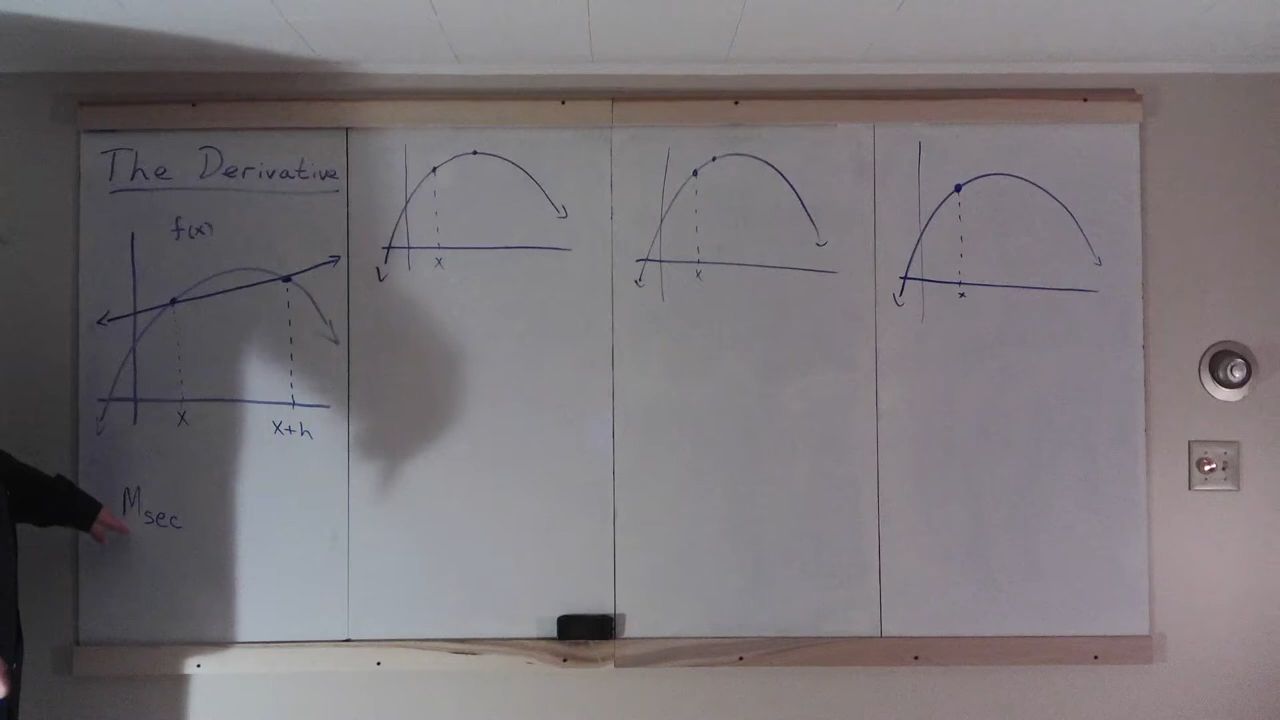 The Derivative
f(x)
x
x+h
Msec
x
x
x